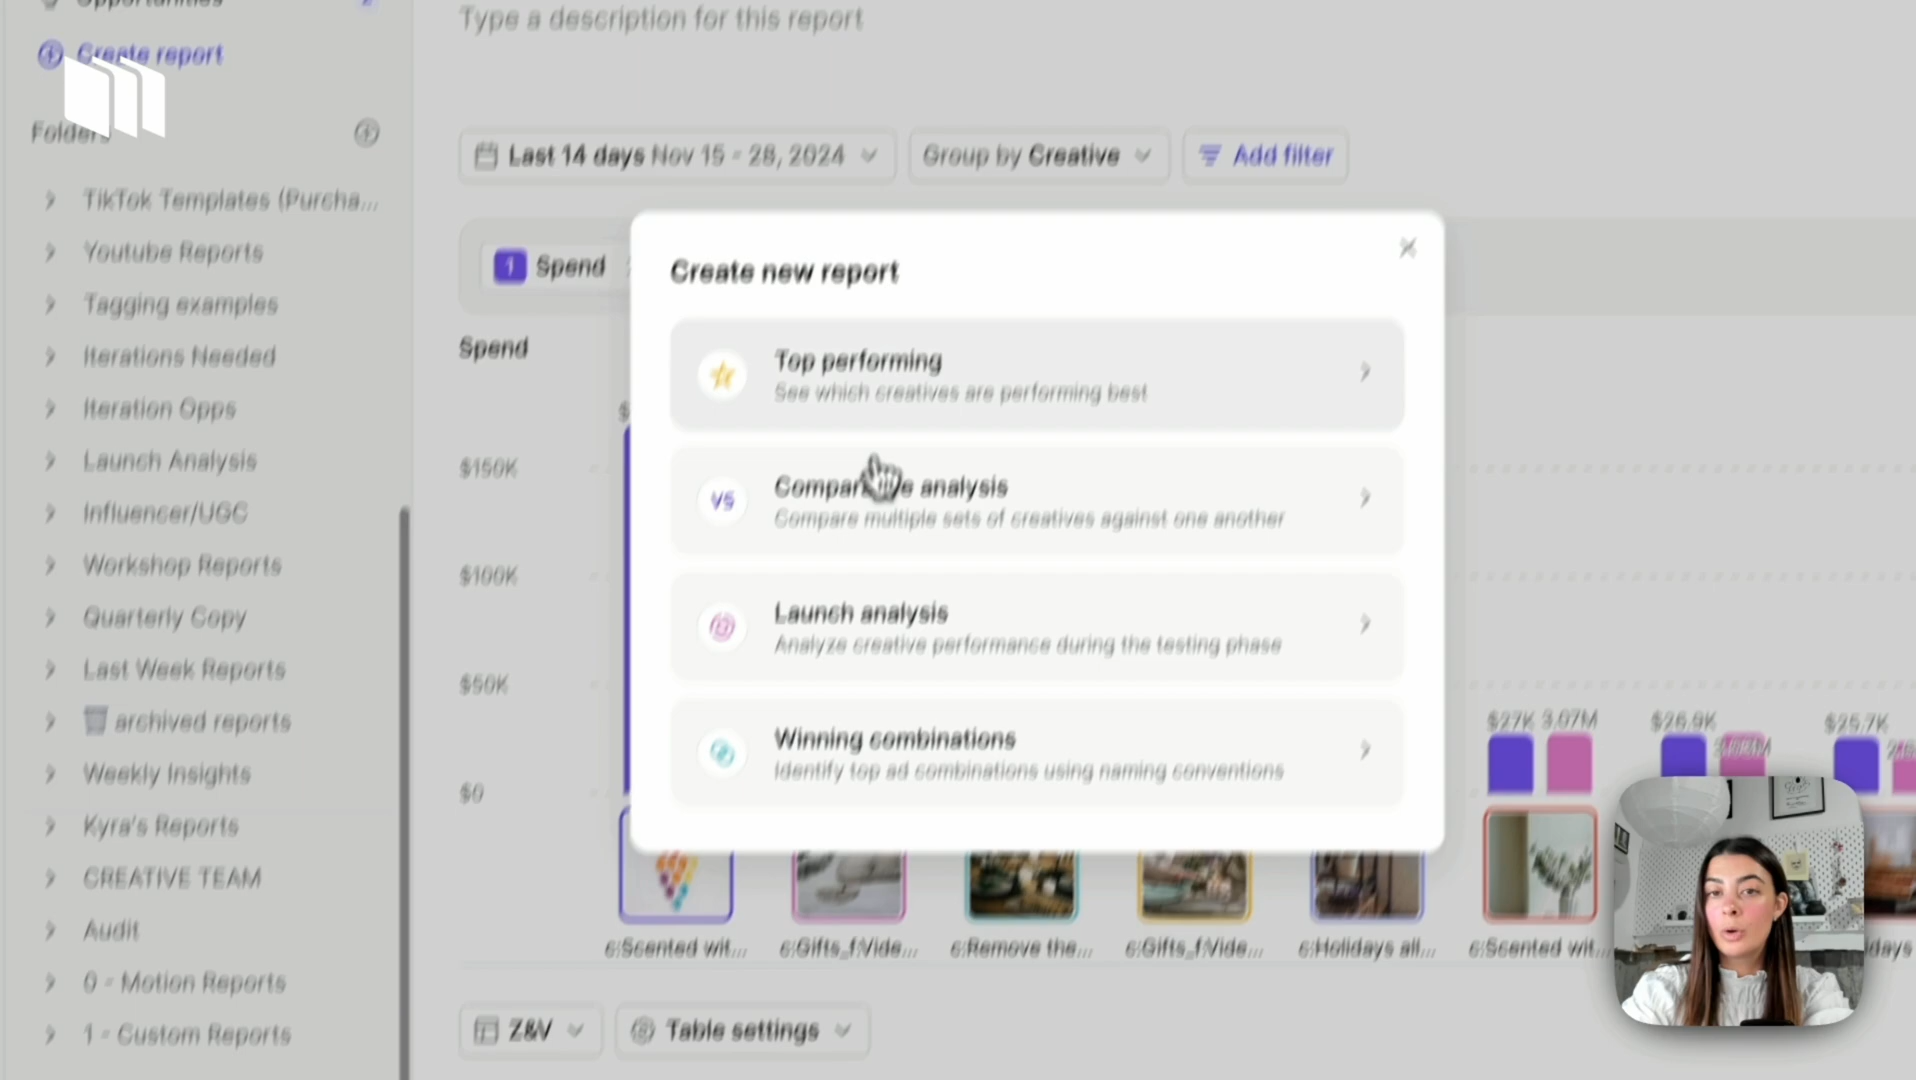 Opportunities
Create report
Folders
TikTok Templates (Purcha...
Youtube Reports
Tagging examples
Iterations Needed
Iteration Opps
Launch Analysis
Influencer/UGC
Workshop Reports
Quarterly Copy
Last Week Reports
archived reports
Weekly Insights
Kyra's Reports
CREATIVE TEAM
Audit
0 - Motion Reports
1 - Custom Reports
Type a description for this report
Last 14 days Nov 15 - 28, 2024
Group by Creative
Add filter
1 Spend
Spend
$150K
$100K
$50K
$0
Create new report
Top performing
See which creatives are performing best
VS
analysis
Compare multiple sets of creatives against one another
Launch analysis
Analyze creative performance during the testing phase
Winning combinations
Identify top ad combinations using naming conventions
$27K 3.07M
$26.9K
$25.7K
6:Scented wit...
6:Gifts_f:Vide...
6:Remove the...
6:Gifts_f:Vide...
6:Holidays all...
6:Scented wit...
Z&V
Table settings